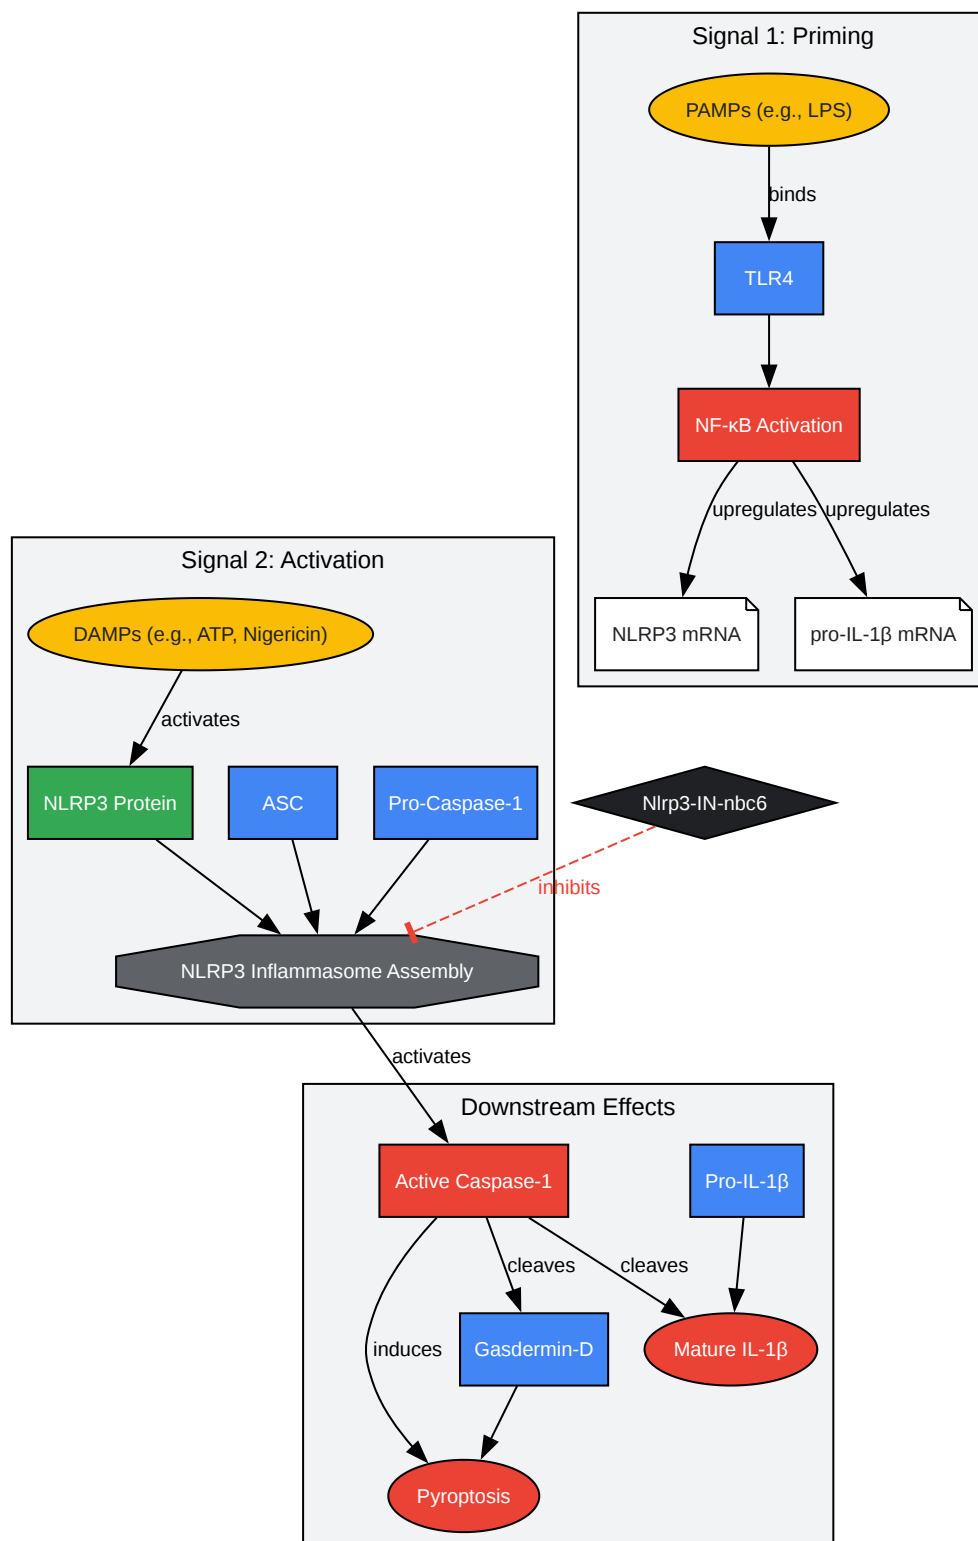 Signal 1: Priming
PAMPs (e.g., LPS)
binds
TLR4
NF-κB Activation
upregulates
upregulates
NLRP3 mRNA
pro-IL-1β mRNA
Signal 2: Activation
DAMPs (e.g., ATP, Nigericin)
activates
NLRP3 Protein
ASC
Pro-Caspase-1
Nlrp3-IN-nbc6
inhibits
NLRP3 Inflammasome Assembly
activates
Downstream Effects
Active Caspase-1
Pro-IL-1β
cleaves
cleaves
induces
Gasdermin-D
Mature IL-1β
Pyroptosis